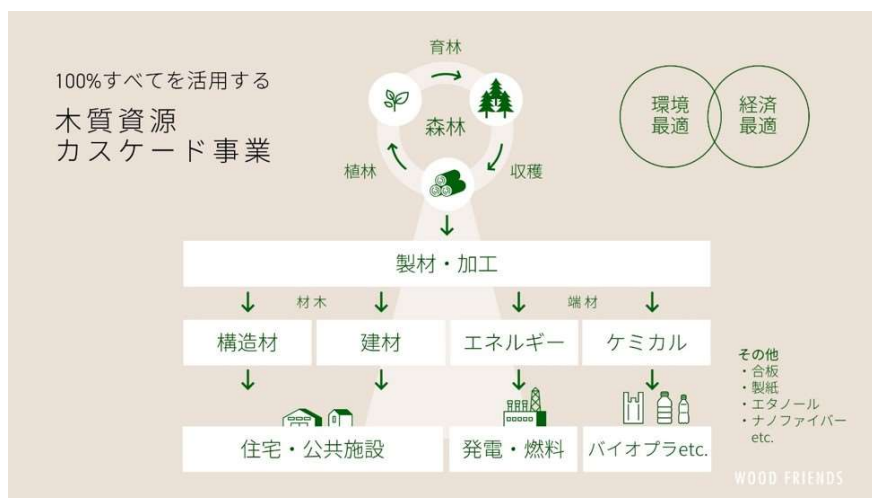 100%すべてを活用する
木質資源
カスケード事業
育林
森林
植林
収穫
環境
最適
経済
最適
製材・加工
材木
端材
構造材
建材
エネルギー
ケミカル
住宅・公共施設
発電・燃料
バイオプラetc.
その他
・合板
・製紙
・エタノール
・ナノファイバー
etc.
WOOD FRIENDS